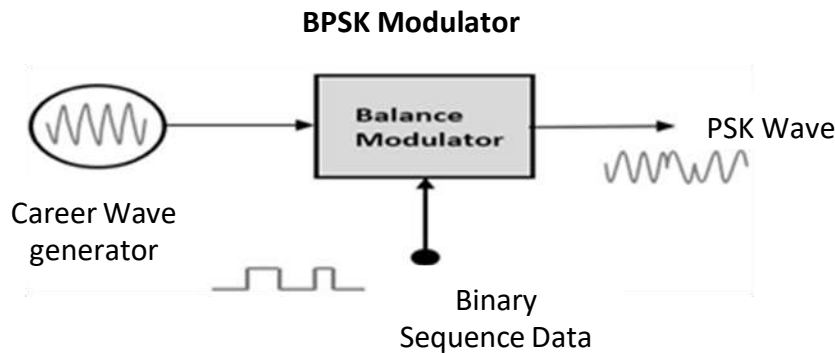 BPSK Modulator
Balance
Modulator
PSK Wave
Career Wave
generator
Binary
Sequence Data